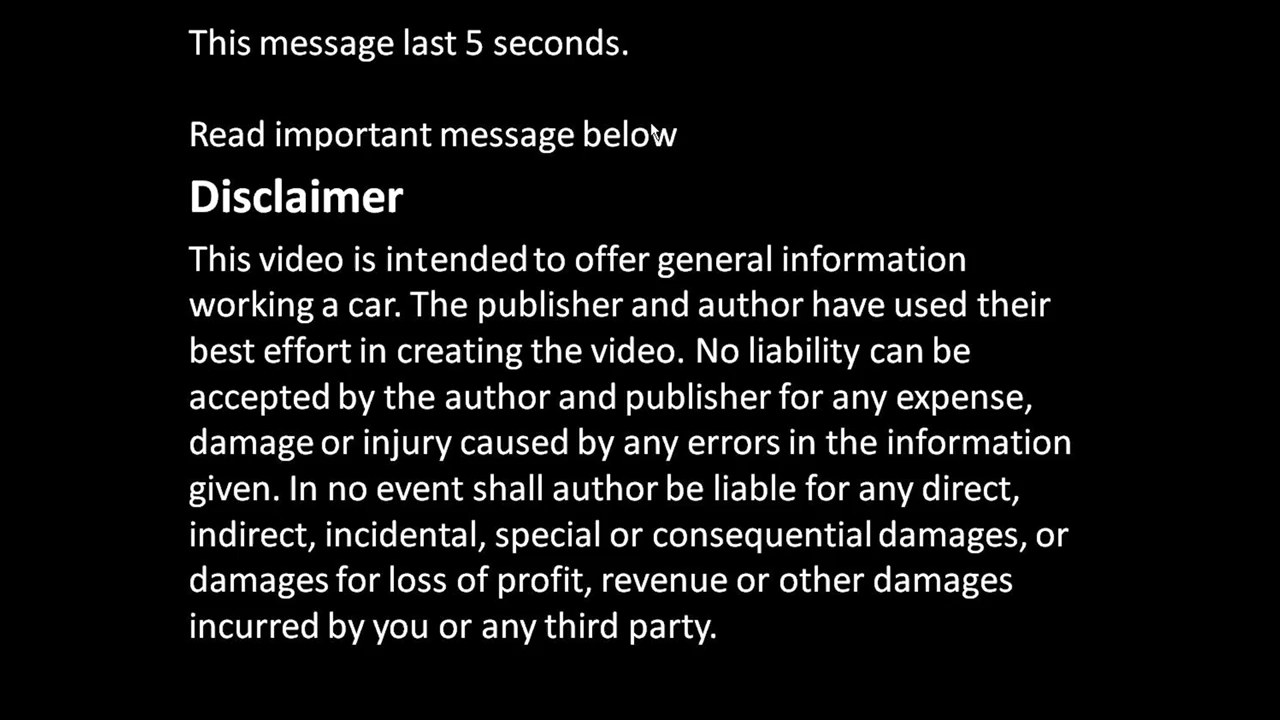 This message last 5 seconds.
Read important message below
Disclaimer
This video is intended to offer general information
working a car. The publisher and author have used their
best effort in creating the video. No liability can be
accepted by the author and publisher for any expense,
damage or injury caused by any errors in the information
given. In no event shall author be liable for any direct,
indirect, incidental, special or consequential damages, or
damages for loss of profit, revenue or other damages
incurred by you or any third party.